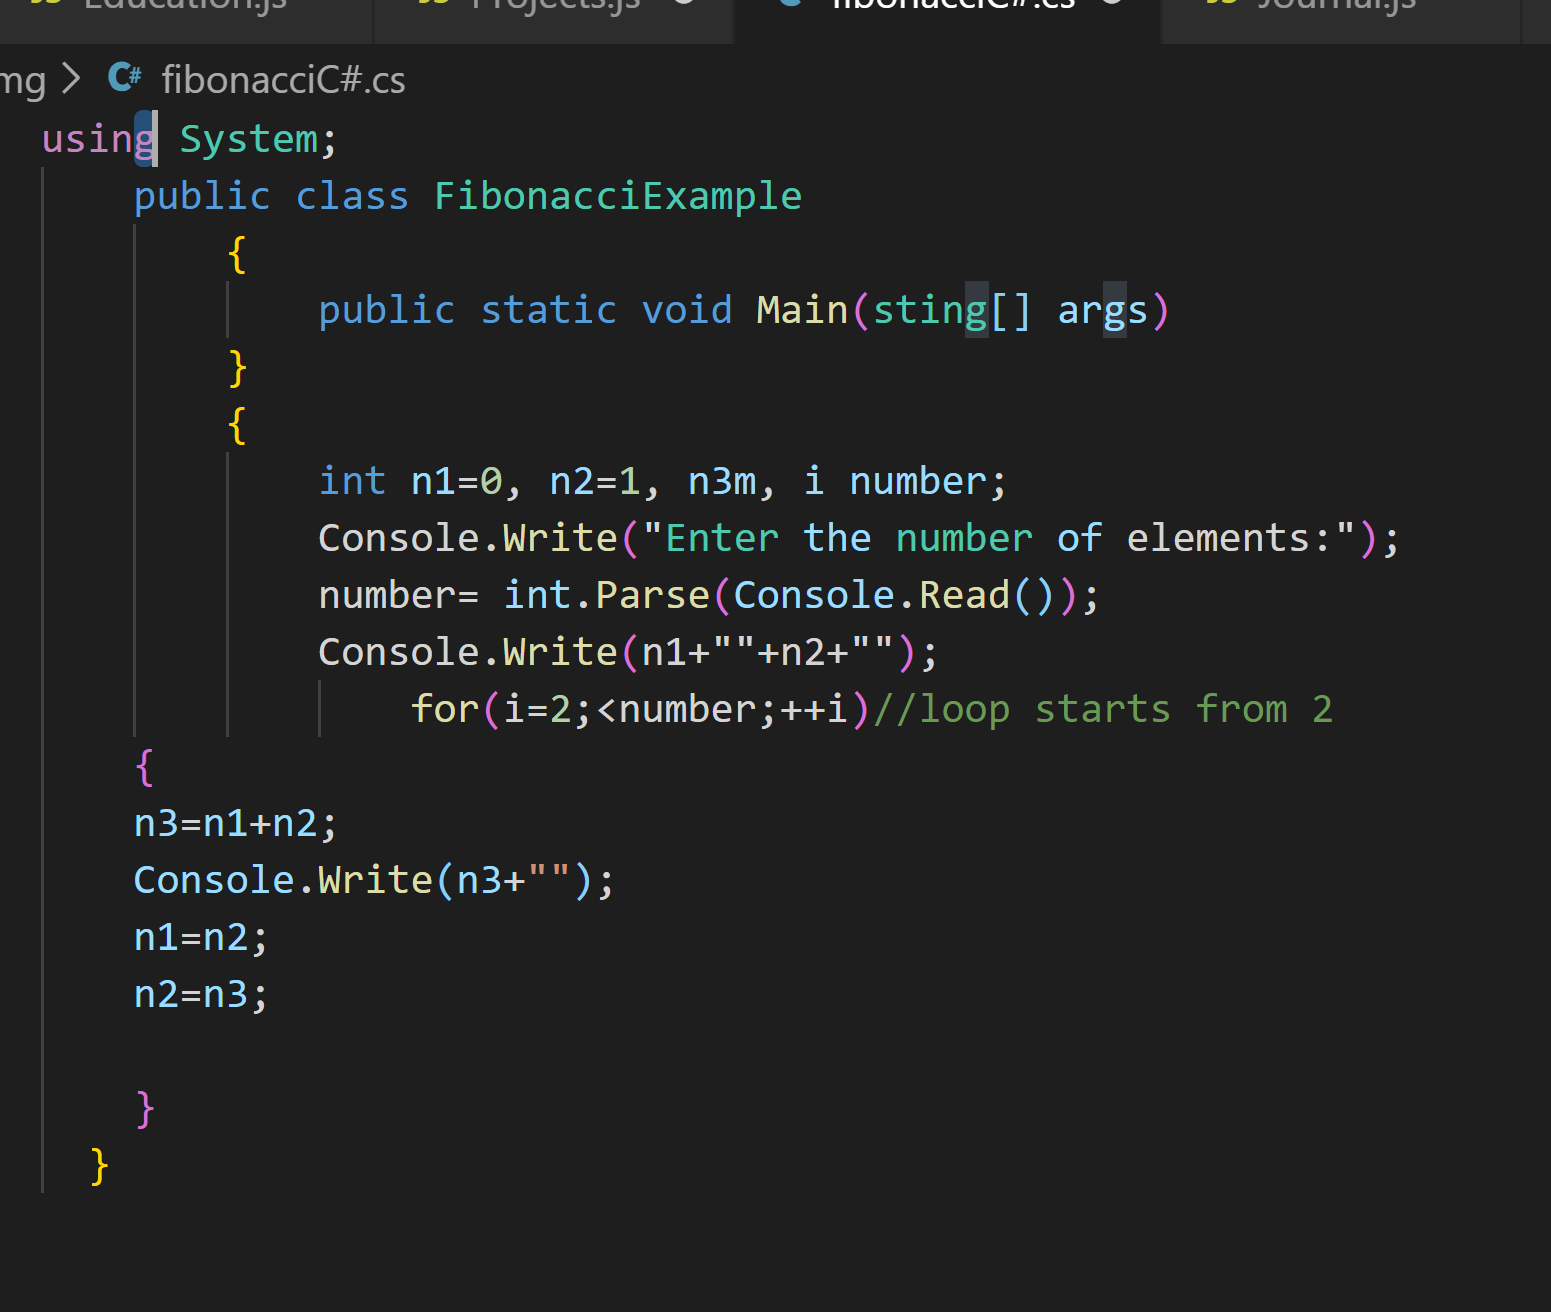 Education.js Projects.js fibonacciC#.cs Journal.js
mg > C# fibonacciC#.cs
using System;
public class FibonacciExample
{
public static void Main(sting[] args)
}
{
int n1=0, n2=1, n3m, i number;
Console.Write("Enter the number of elements:");
number= int.Parse(Console.Read());
Console.Write(n1+""+n2+"");
for(i=2;<number;++i)//loop starts from 2
{
n3=n1+n2;
Console.Write(n3+"");
n1=n2;
n2=n3;
}
}